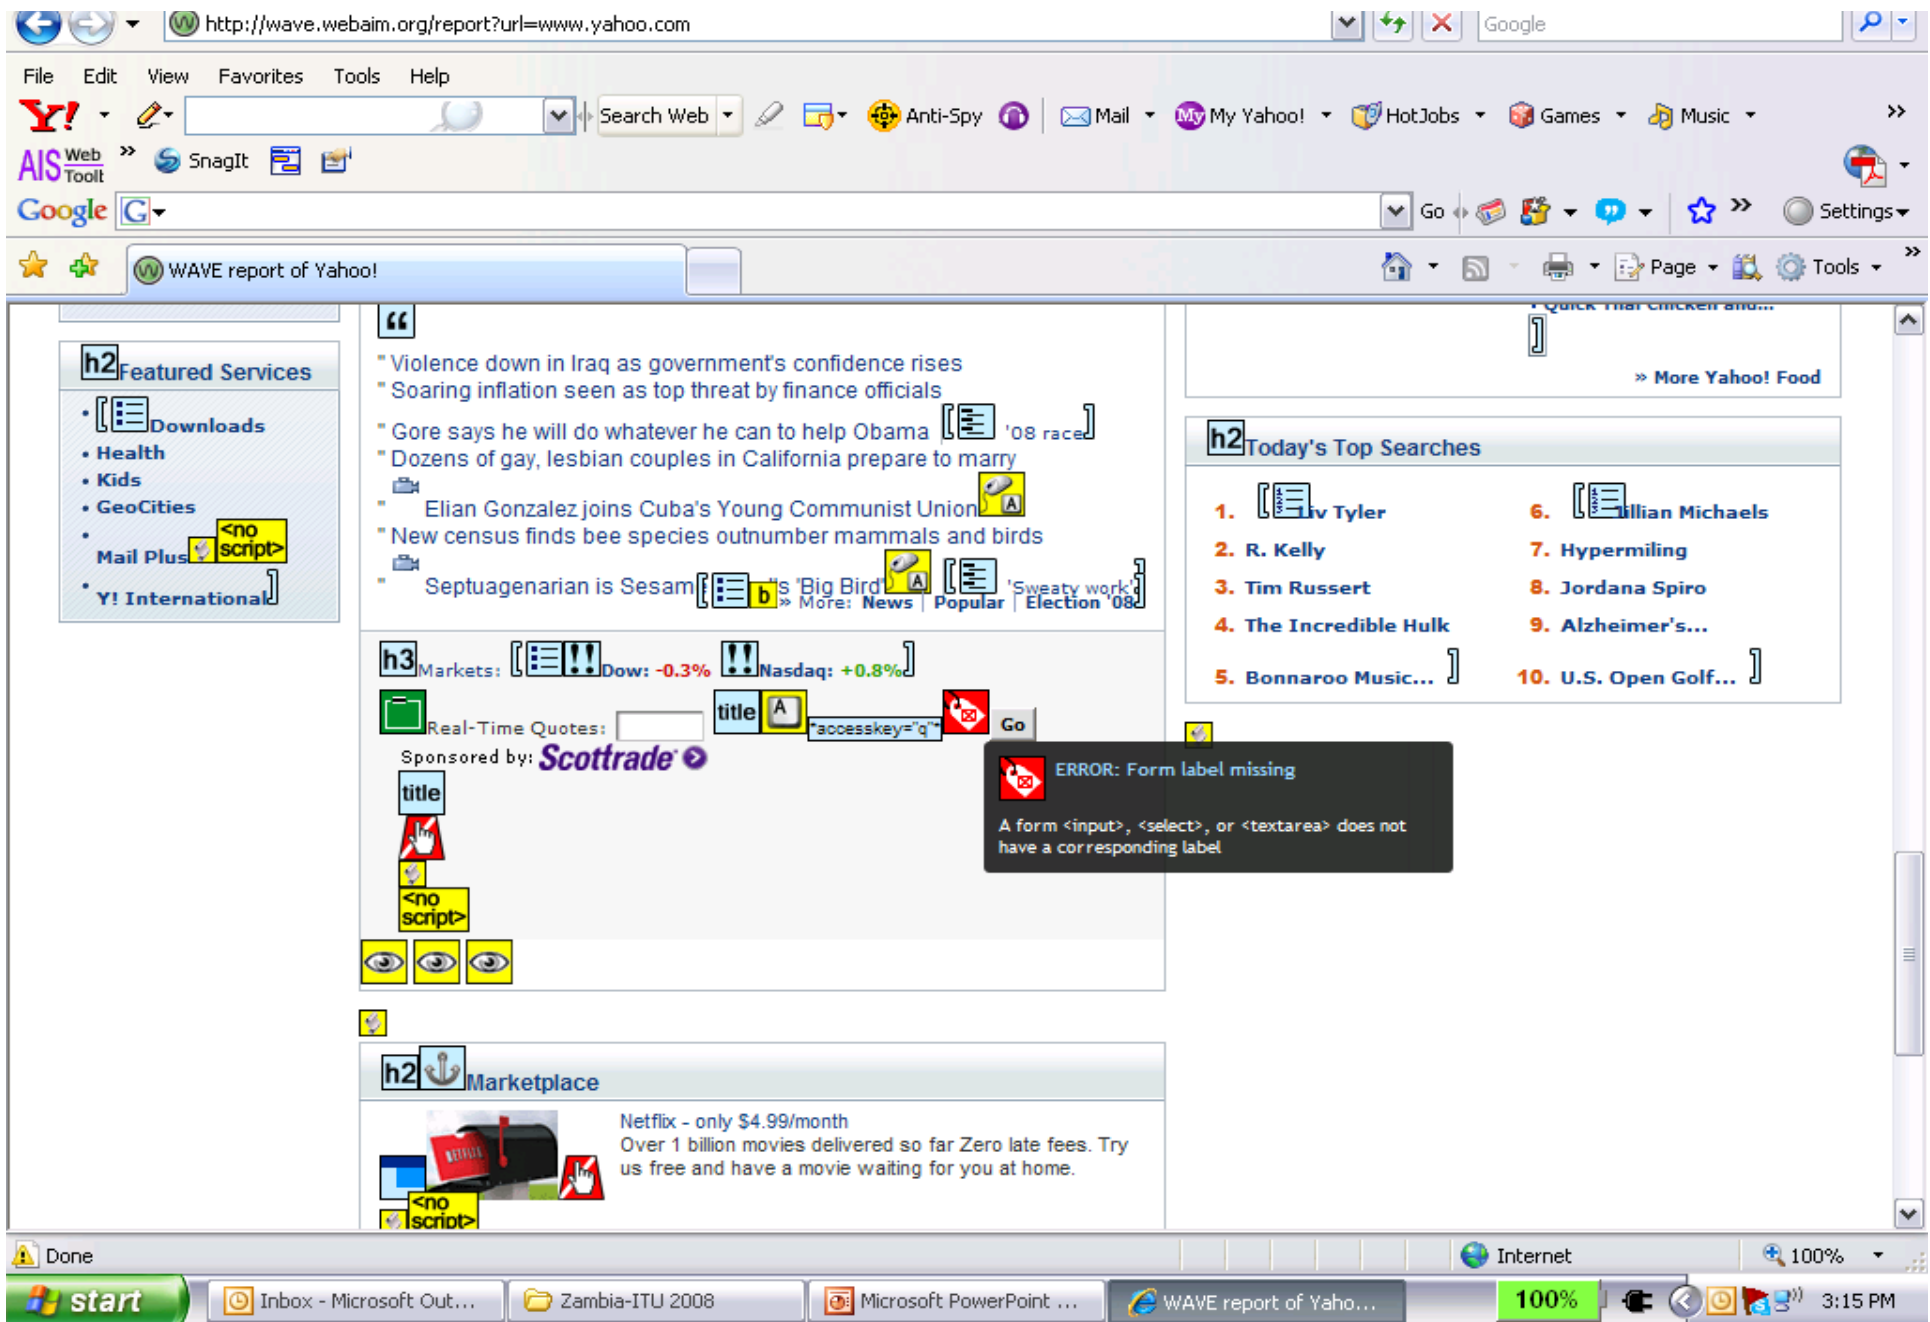 http://wave.webaim.org/report?url=www.yahoo.com
Google
File Edit View Favorites Tools Help
Y! Search Web Anti-Spy Mail My My Yahoo! HotJobs Games Music »
AIS Web Toolt » SnagIt
Google G Go » Settings
WAVE report of Yahoo! Page Tools »
h2 Featured Services
• Downloads
• Health
• Kids
• GeoCities
• Mail Plus <no script>
• Y! International
“
" Violence down in Iraq as government's confidence rises
" Soaring inflation seen as top threat by finance officials
" Gore says he will do whatever he can to help Obama '08 race
" Dozens of gay, lesbian couples in California prepare to marry
" Elian Gonzalez joins Cuba's Young Communist Union A
" New census finds bee species outnumber mammals and birds
" Septuagenarian is Sesam b 's 'Big Bird' A 'Sweaty work'
» More: News | Popular | Election '08
h3 Markets: !! Dow: -0.3% !! Nasdaq: +0.8%
Real-Time Quotes: title A *accesskey="q"* Go
Sponsored by: Scottrade
title
<no script>
ERROR: Form label missing
A form <input>, <select>, or <textarea> does not
have a corresponding label
h2 Marketplace
NETFLIX
Netflix - only $4.99/month
Over 1 billion movies delivered so far Zero late fees. Try
us free and have a movie waiting for you at home.
<no script>
• Quick Thai Chicken and...
» More Yahoo! Food
h2 Today's Top Searches
1. Liv Tyler
2. R. Kelly
3. Tim Russert
4. The Incredible Hulk
5. Bonnaroo Music...
6. Jillian Michaels
7. Hypermiling
8. Jordana Spiro
9. Alzheimer's...
10. U.S. Open Golf...
Done Internet 100%
start Inbox - Microsoft Out... Zambia-ITU 2008 Microsoft PowerPoint ... WAVE report of Yaho... 100% 3:15 PM